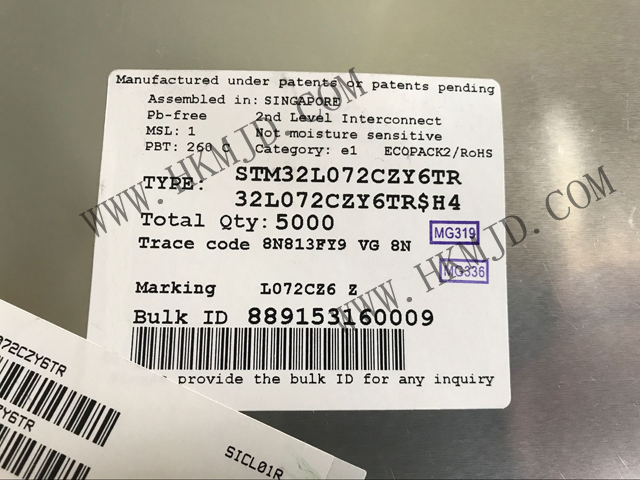 Manufactured under patents or patents pending
Assembled in: SINGAPORE
Pb-free 2nd Level Interconnect
MSL: 1 Not moisture sensitive
PBT: 260 C Category: e1 ECOPACK2/RoHS
TYPE: STM32L072CZY6TR
32L072CZY6TR$H4
Total Qty: 5000
MG319
Trace code 8N813FY9 VG 8N
MG336
Marking L072CZ6 Z
Bulk ID 889153160009
provide the bulk ID for any inquiry
072CZY6TR
ZY6TR
SICL01R
WWW.HKMJD.COM
WWW.HKMJD.COM